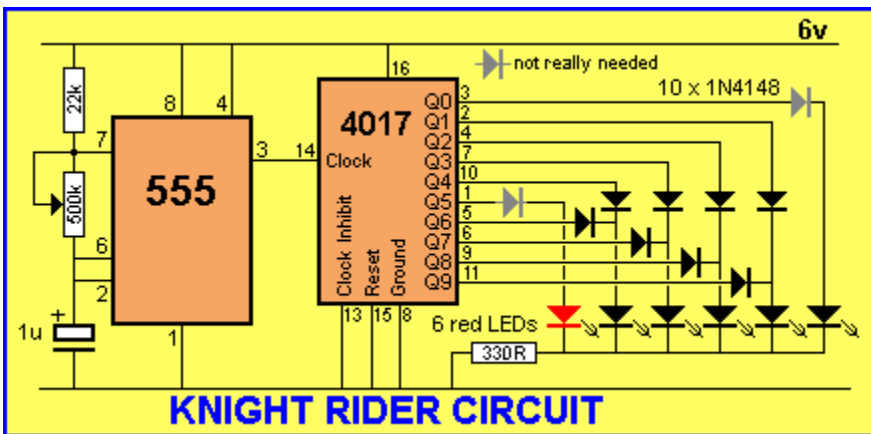 6v
not really needed
10 x 1N4148
22k
500k
1u
+
8
4
7
3
6
2
1
555
16
14
4017
Clock
Clock Inhibit
Reset
Ground
13
15
8
Q0 3
Q1 2
Q2 4
Q3 7
Q4 10
Q5 1
Q6 5
Q7 6
Q8 9
Q9 11
6 red LEDs
330R
KNIGHT RIDER CIRCUIT